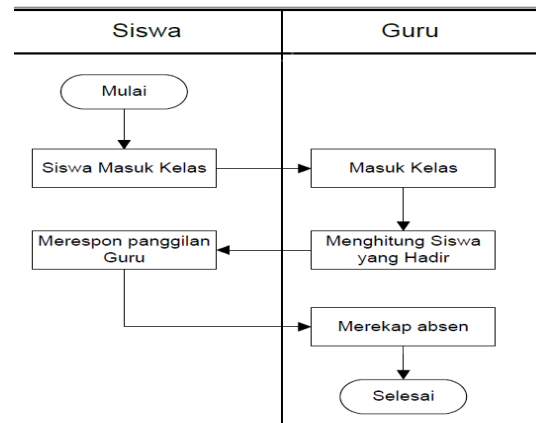 Siswa
Guru
Mulai
Siswa Masuk Kelas
Masuk Kelas
Merespon panggilan
Guru
Menghitung Siswa
yang Hadir
Merekap absen
Selesai